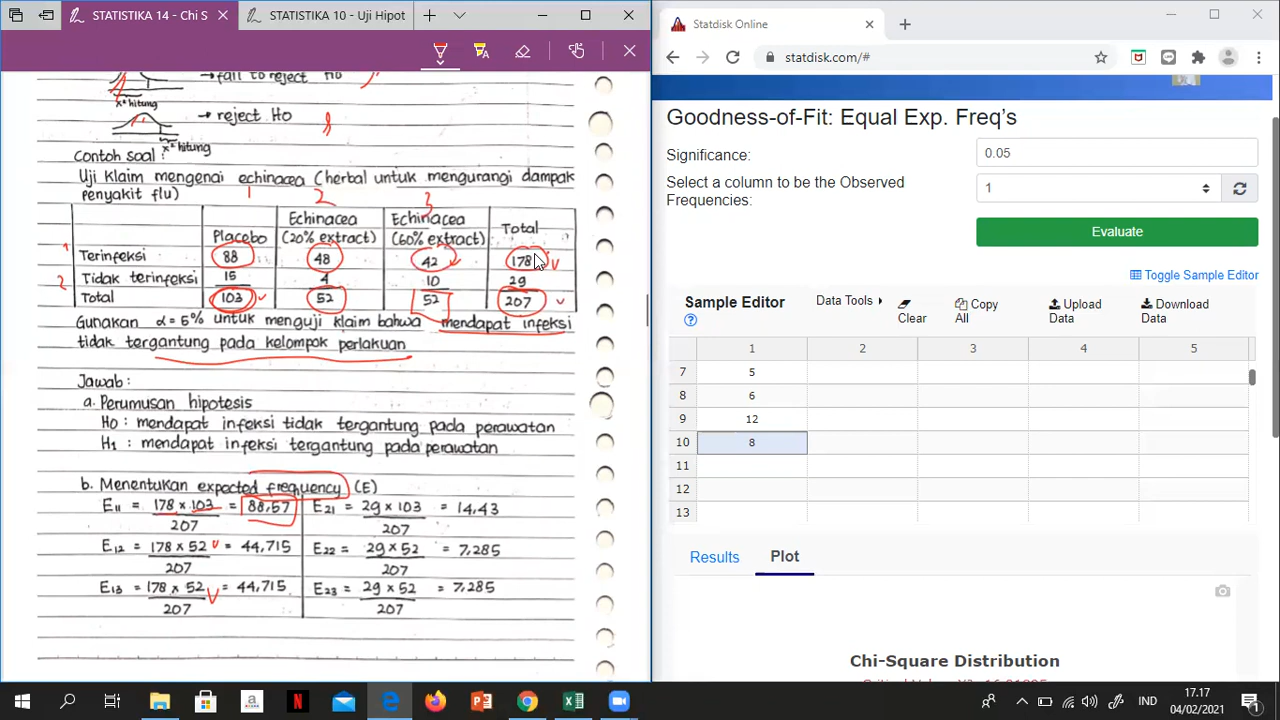 STATISTIKA 14 - Chi S
STATISTIKA 10 - Uji Hipot
→fail to reject Ho
x² hitung
→ reject Ho
x² hitung
Contoh soal :
Uji klaim mengenai echinacea (herbal untuk mengurangi dampak
penyakit flu)
1 2 3
Placebo
Echinacea
(20% extract)
Echinacea
(60% extract)
Total
1 Terinfeksi 88 48 42 178
2 Tidak terinfeksi 15 4 10 29
Total 103 52 52 207
Gunakan α = 5% untuk menguji klaim bahwa mendapat infeksi
tidak tergantung pada kelompok perlakuan
Jawab:
a. Perumusan hipotesis
Ho : mendapat infeksi tidak tergantung pada perawatan
H1 : mendapat infeksi tergantung pada perawatan
b. Menentukan expected frequency (E)
E11 = 178 x 103 = 88,57
207
E12 = 178 x 52 = 44,715
207
E13 = 178 x 52 = 44,715
207
E21 = 29 x 103 = 14,43
207
E22 = 29 x 52 = 7,285
207
E23 = 29 x 52 = 7,285
207
Statdisk Online
statdisk.com/#
Goodness-of-Fit: Equal Exp. Freq's
Significance:
0.05
Select a column to be the Observed
Frequencies:
1
Evaluate
Toggle Sample Editor
Sample Editor
Data Tools
Clear
Copy
All
Upload
Data
Download
Data
1 2 3 4 5
7 5
8 6
9 12
10 8
11
12
13
Results
Plot
Chi-Square Distribution
IND
17.17
04/02/2021
1